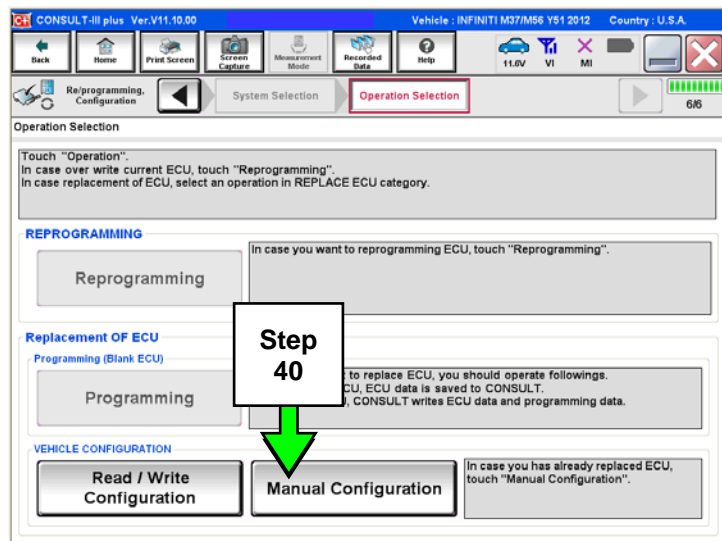 CONSULT-III plus Ver.V11.10.00 Vehicle : INFINITI M37/M56 Y51 2012 Country : U.S.A.
Back Home Print Screen Screen Capture Measurement Mode Recorded Data Help 11.6V VI MI
Re/programming, Configuration System Selection Operation Selection 6/6
Operation Selection
Touch "Operation".
In case over write current ECU, touch "Reprogramming".
In case replacement of ECU, select an operation in REPLACE ECU category.
REPROGRAMMING
Reprogramming
In case you want to reprogramming ECU, touch "Reprogramming".
Replacement OF ECU
Programming (Blank ECU)
Programming
Step
40
t to replace ECU, you should operate followings.
CU, ECU data is saved to CONSULT.
, CONSULT writes ECU data and programming data.
VEHICLE CONFIGURATION
Read / Write
Configuration
Manual Configuration
In case you has already replaced ECU,
touch "Manual Configuration".